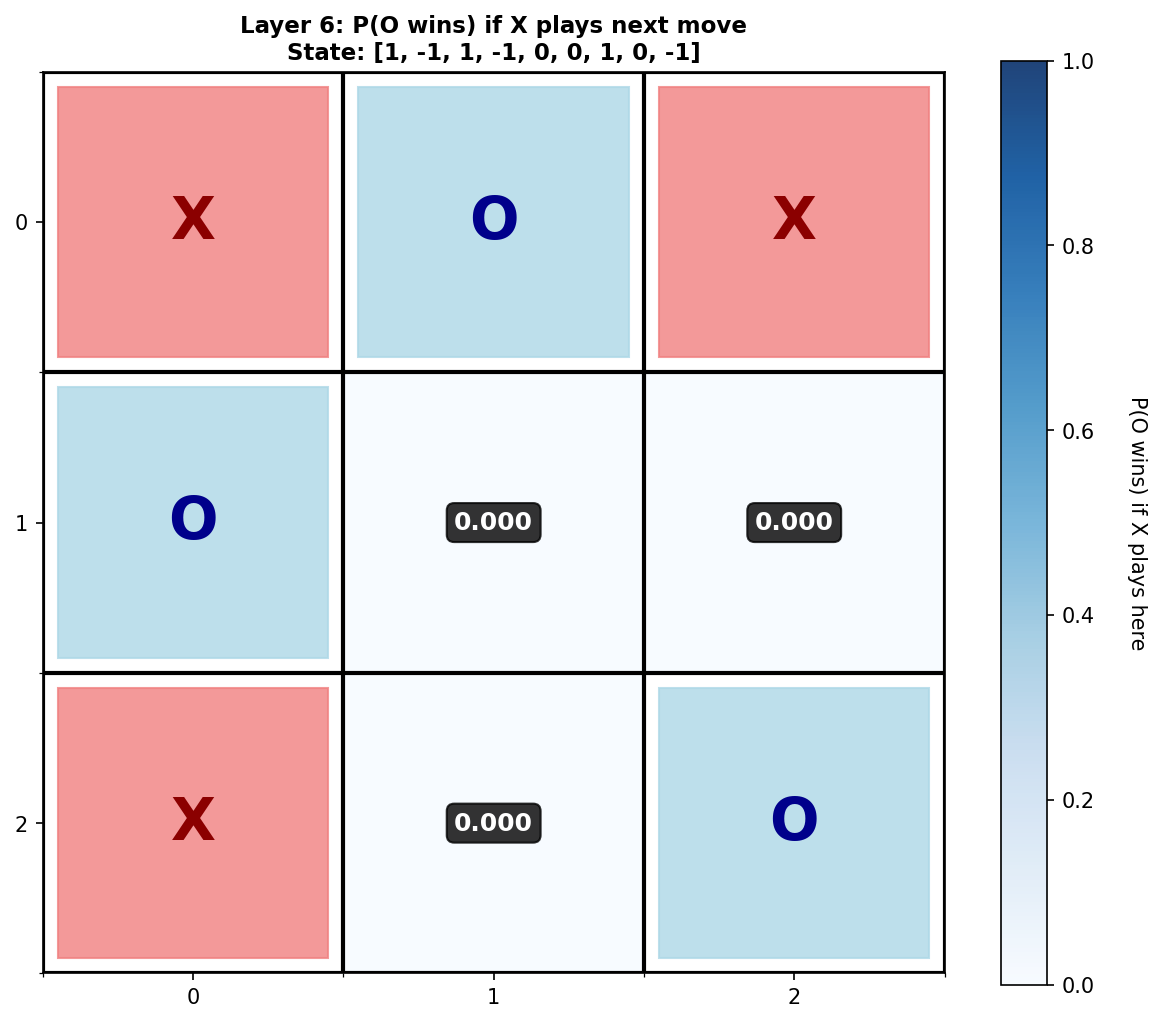 Layer 6: P(O wins) if X plays next move
State: [1, -1, 1, -1, 0, 0, 1, 0, -1]
X O X
O 0.000 0.000
X 0.000 O
0
1
2
0 1 2
1.0
0.8
0.6
0.4
0.2
0.0
P(O wins) if X plays here